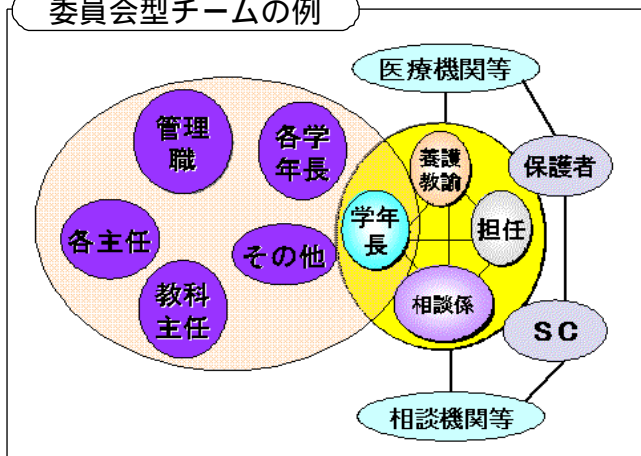 委員会型チームの例
医療機関等
管理
職
各学
年長
養護
教諭
保護者
学年
長
担任
各主任
その他
教科
主任
相談係
SC
相談機関等